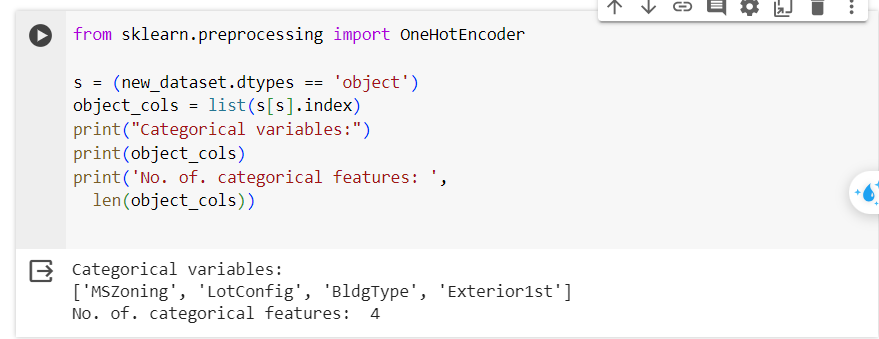 from sklearn.preprocessing import OneHotEncoder
s = (new_dataset.dtypes == 'object')
object_cols = list(s[s].index)
print("Categorical variables:")
print(object_cols)
print('No. of. categorical features: ',
len(object_cols))
Categorical variables:
['MSZoning', 'LotConfig', 'BldgType', 'Exterior1st']
No. of. categorical features:  4